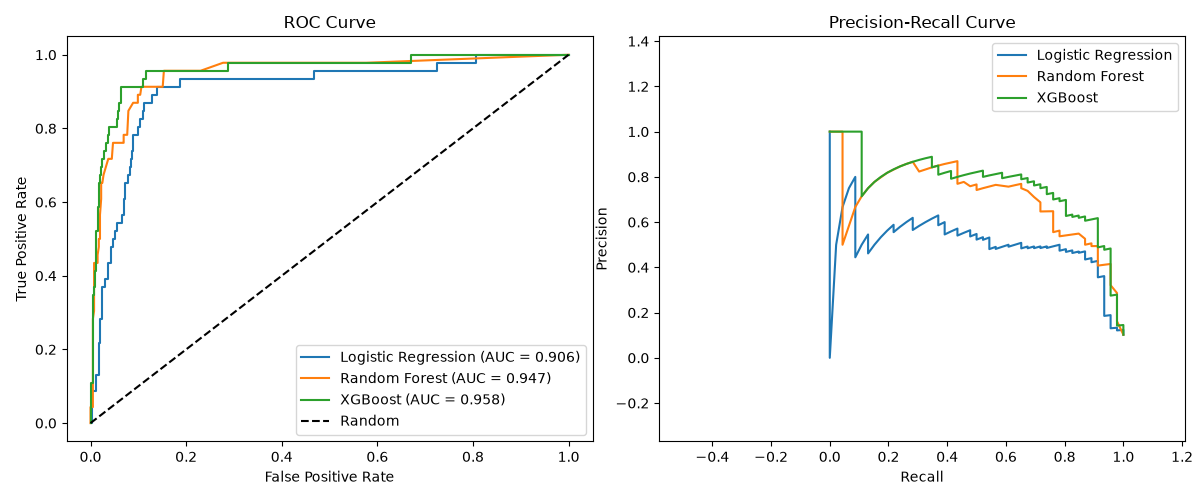 ROC Curve
1.0
0.8
0.6
0.4
0.2
0.0
True Positive Rate
Logistic Regression (AUC = 0.906)
Random Forest (AUC = 0.947)
XGBoost (AUC = 0.958)
Random
0.0 0.2 0.4 0.6 0.8 1.0
False Positive Rate
Precision-Recall Curve
1.4
1.2
1.0
0.8
0.6
0.4
0.2
0.0
−0.2
Precision
Logistic Regression
Random Forest
XGBoost
−0.4 −0.2 0.0 0.2 0.4 0.6 0.8 1.0 1.2
Recall